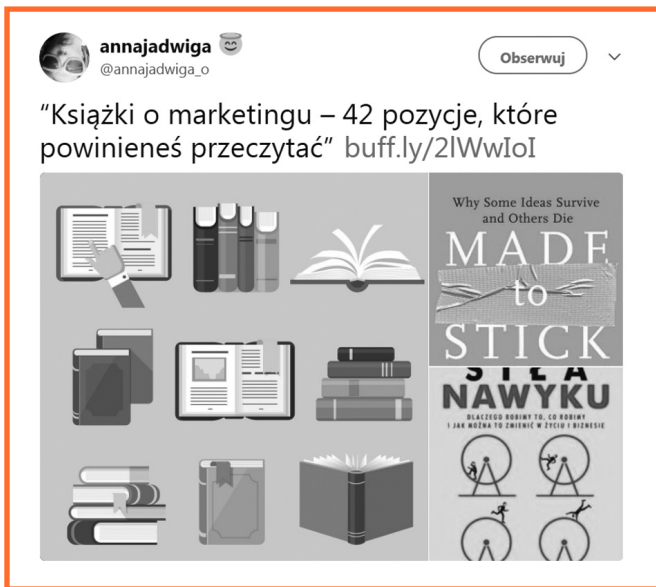 annajadwiga
@annajadwiga_o
Obserwuj
“Książki o marketingu – 42 pozycje, które
powinieneś przeczytać” buff.ly/2lWwIoI
Why Some Ideas Survive
and Others Die
MADE
to
STICK
SIŁA
NAWYKU
DLACZEGO ROBIMY TO, CO ROBIMY
I JAK MOŻNA TO ZMIENIĆ W ŻYCIU I BIZNESIE